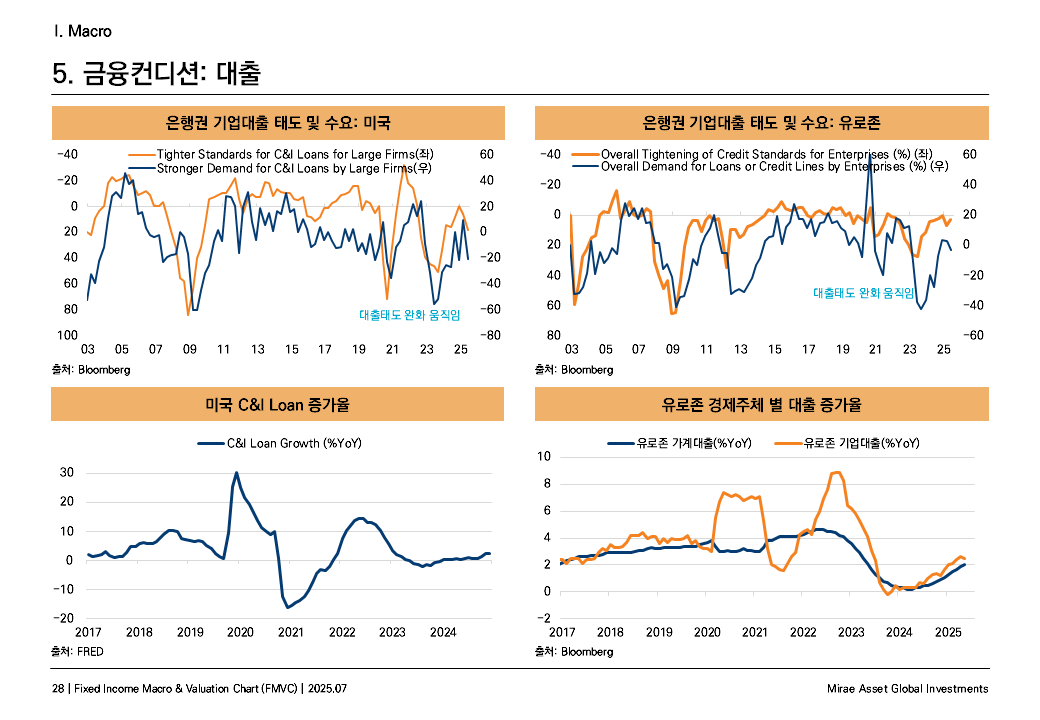 I. Macro
5. 금융컨디션: 대출
은행권 기업대출 태도 및 수요: 미국
-40
-20
0
20
40
60
80
100
Tighter Standards for C&I Loans for Large Firms(좌)
Stronger Demand for C&I Loans by Large Firms(우)
60
40
20
0
-20
-40
-60
-80
대출태도 완화 움직임
03 05 07 09 11 13 15 17 19 21 23 25
출처: Bloomberg
은행권 기업대출 태도 및 수요: 유로존
-40
-20
0
20
40
60
80
Overall Tightening of Credit Standards for Enterprises (%) (좌)
Overall Demand for Loans or Credit Lines by Enterprises (%) (우)
60
40
20
0
-20
-40
-60
대출태도 완화 움직임
03 05 07 09 11 13 15 17 19 21 23 25
출처: Bloomberg
미국 C&I Loan 증가율
C&I Loan Growth (%YoY)
30
20
10
0
-10
-20
2017 2018 2019 2020 2021 2022 2023 2024
출처: FRED
유로존 경제주체 별 대출 증가율
유로존 가계대출(%YoY) 유로존 기업대출(%YoY)
10
8
6
4
2
0
-2
2017 2018 2019 2020 2021 2022 2023 2024 2025
출처: Bloomberg
28 | Fixed Income Macro & Valuation Chart (FMVC) | 2025.07
Mirae Asset Global Investments